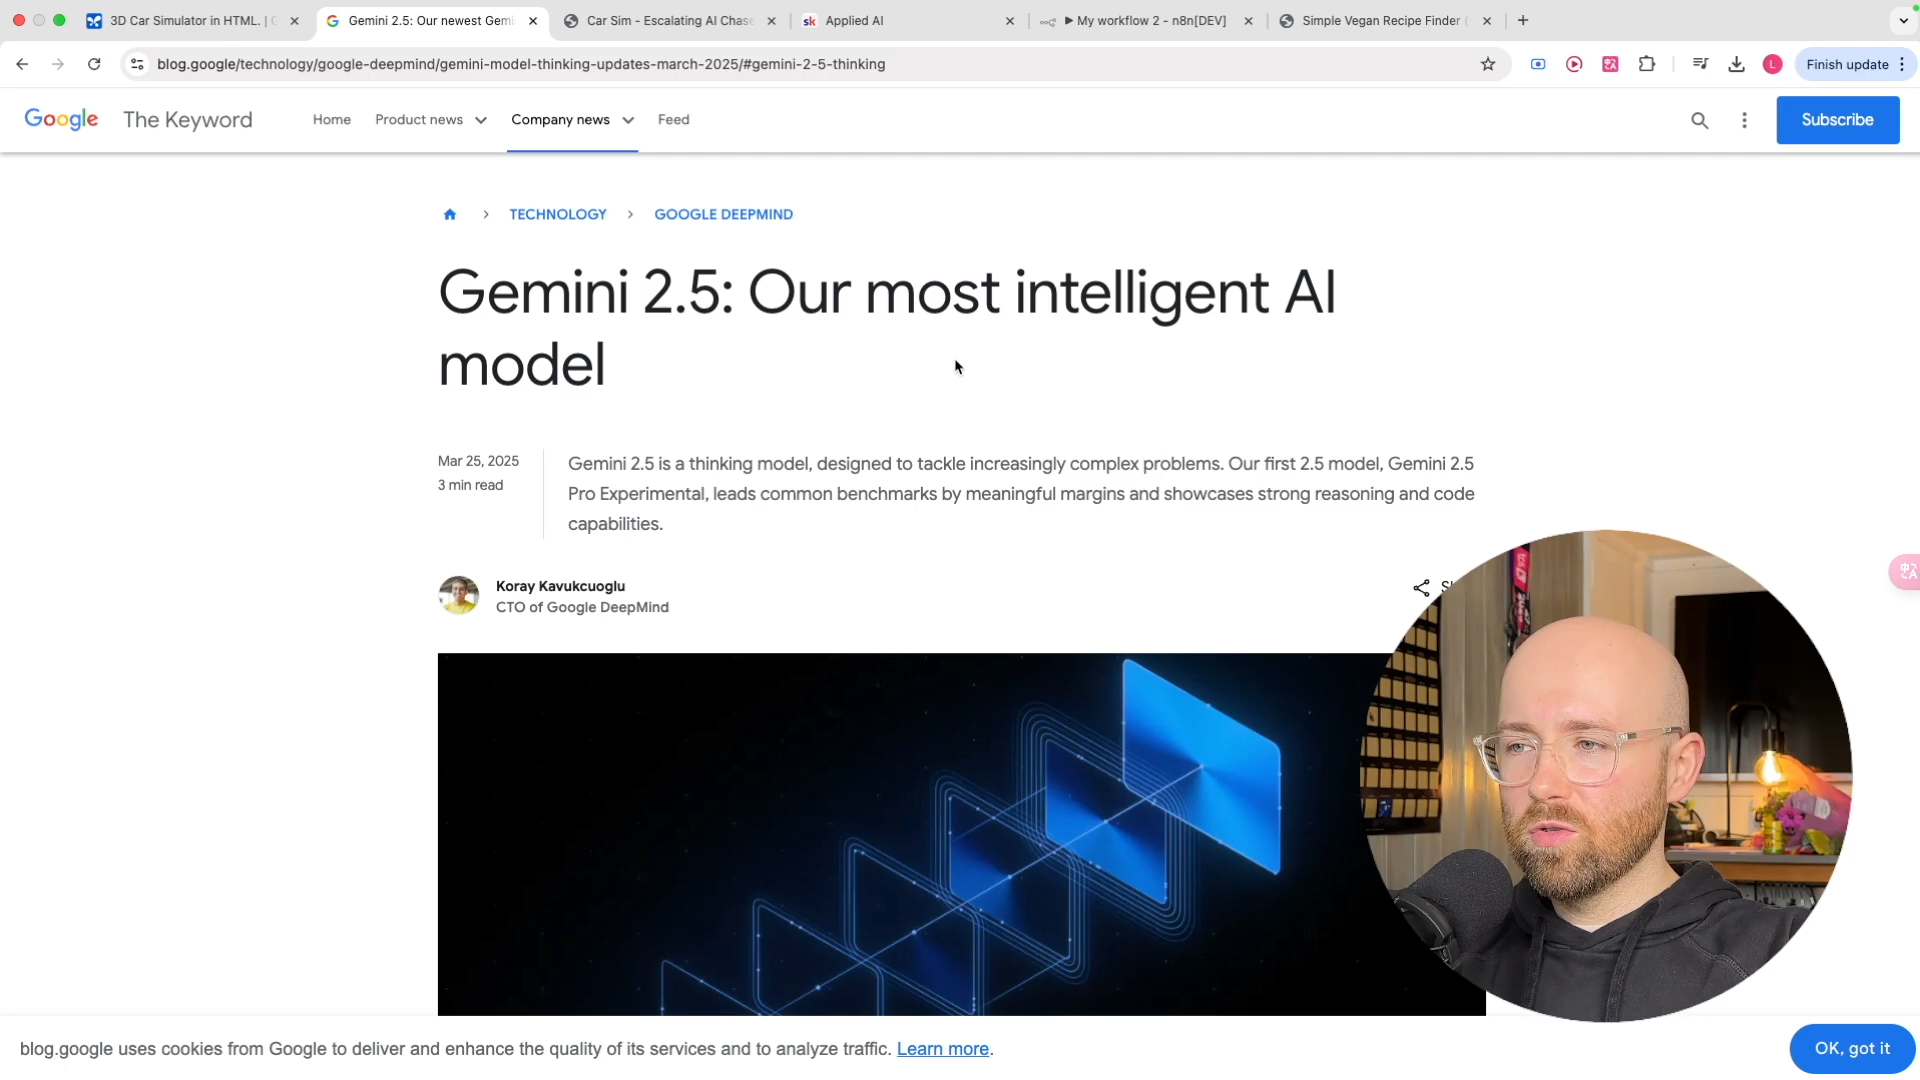 3D Car Simulator in HTML. |
Gemini 2.5: Our newest Gemi
Car Sim - Escalating AI Chase
sk Applied AI
▶ My workflow 2 - n8n[DEV]
Simple Vegan Recipe Finder
blog.google/technology/google-deepmind/gemini-model-thinking-updates-march-2025/#gemini-2-5-thinking
L
Finish update
Google The Keyword
Home
Product news
Company news
Feed
Subscribe
TECHNOLOGY > GOOGLE DEEPMIND
Gemini 2.5: Our most intelligent AI
model
Mar 25, 2025
3 min read
Gemini 2.5 is a thinking model, designed to tackle increasingly complex problems. Our first 2.5 model, Gemini 2.5
Pro Experimental, leads common benchmarks by meaningful margins and showcases strong reasoning and code
capabilities.
Koray Kavukcuoglu
CTO of Google DeepMind
blog.google uses cookies from Google to deliver and enhance the quality of its services and to analyze traffic. Learn more.
OK, got it